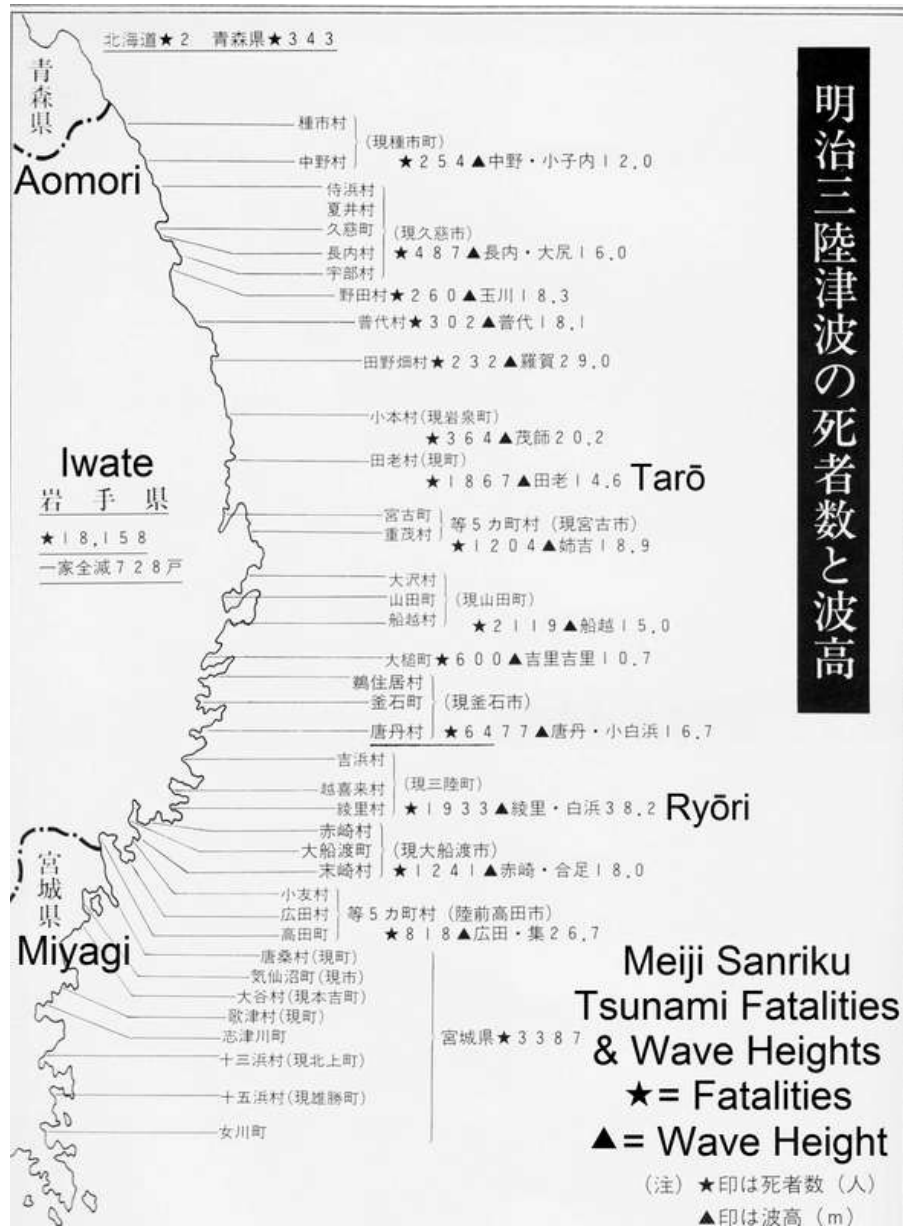 北海道★2 青森県★343
青森県
Aomori
種市村
(現種市町)
中野村
★254▲中野・小子内12.0
侍浜村
夏井村
久慈町
(現久慈市)
長内村
★487▲長内・大尻16.0
宇部村
野田村★260▲玉川18.3
普代村★302▲普代18.1
田野畑村★232▲羅賀29.0
小本村(現岩泉町)
★364▲茂師20.2
田老村(現町)
★1867▲田老14.6
Tarō
Iwate
岩手県
★18,158
一家全滅728戸
宮古町
重茂村
等5カ町村(現宮古市)
★1204▲姉吉18.9
大沢村
山田町
(現山田町)
船越村
★2119▲船越15.0
大槌町★600▲吉里吉里10.7
鵜住居村
釜石町
(現釜石市)
唐丹村
★6477▲唐丹・小白浜16.7
吉浜村
越喜来村
(現三陸町)
綾里村
★1933▲綾里・白浜38.2
Ryōri
赤崎村
大船渡町
(現大船渡市)
末崎村
★1241▲赤崎・合足18.0
小友村
広田村
等5カ町村(陸前高田市)
高田町
★818▲広田・集26.7
宮城県
Miyagi
唐桑村(現町)
気仙沼町(現市)
大谷村(現本吉町)
歌津村(現町)
志津川町
宮城県★3387
十三浜村(現北上町)
十五浜村(現雄勝町)
女川町
明治三陸津波の死者数と波高
Meiji Sanriku
Tsunami Fatalities
& Wave Heights
★= Fatalities
▲= Wave Height
(注) ★印は死者数(人)
▲印は波高(m)